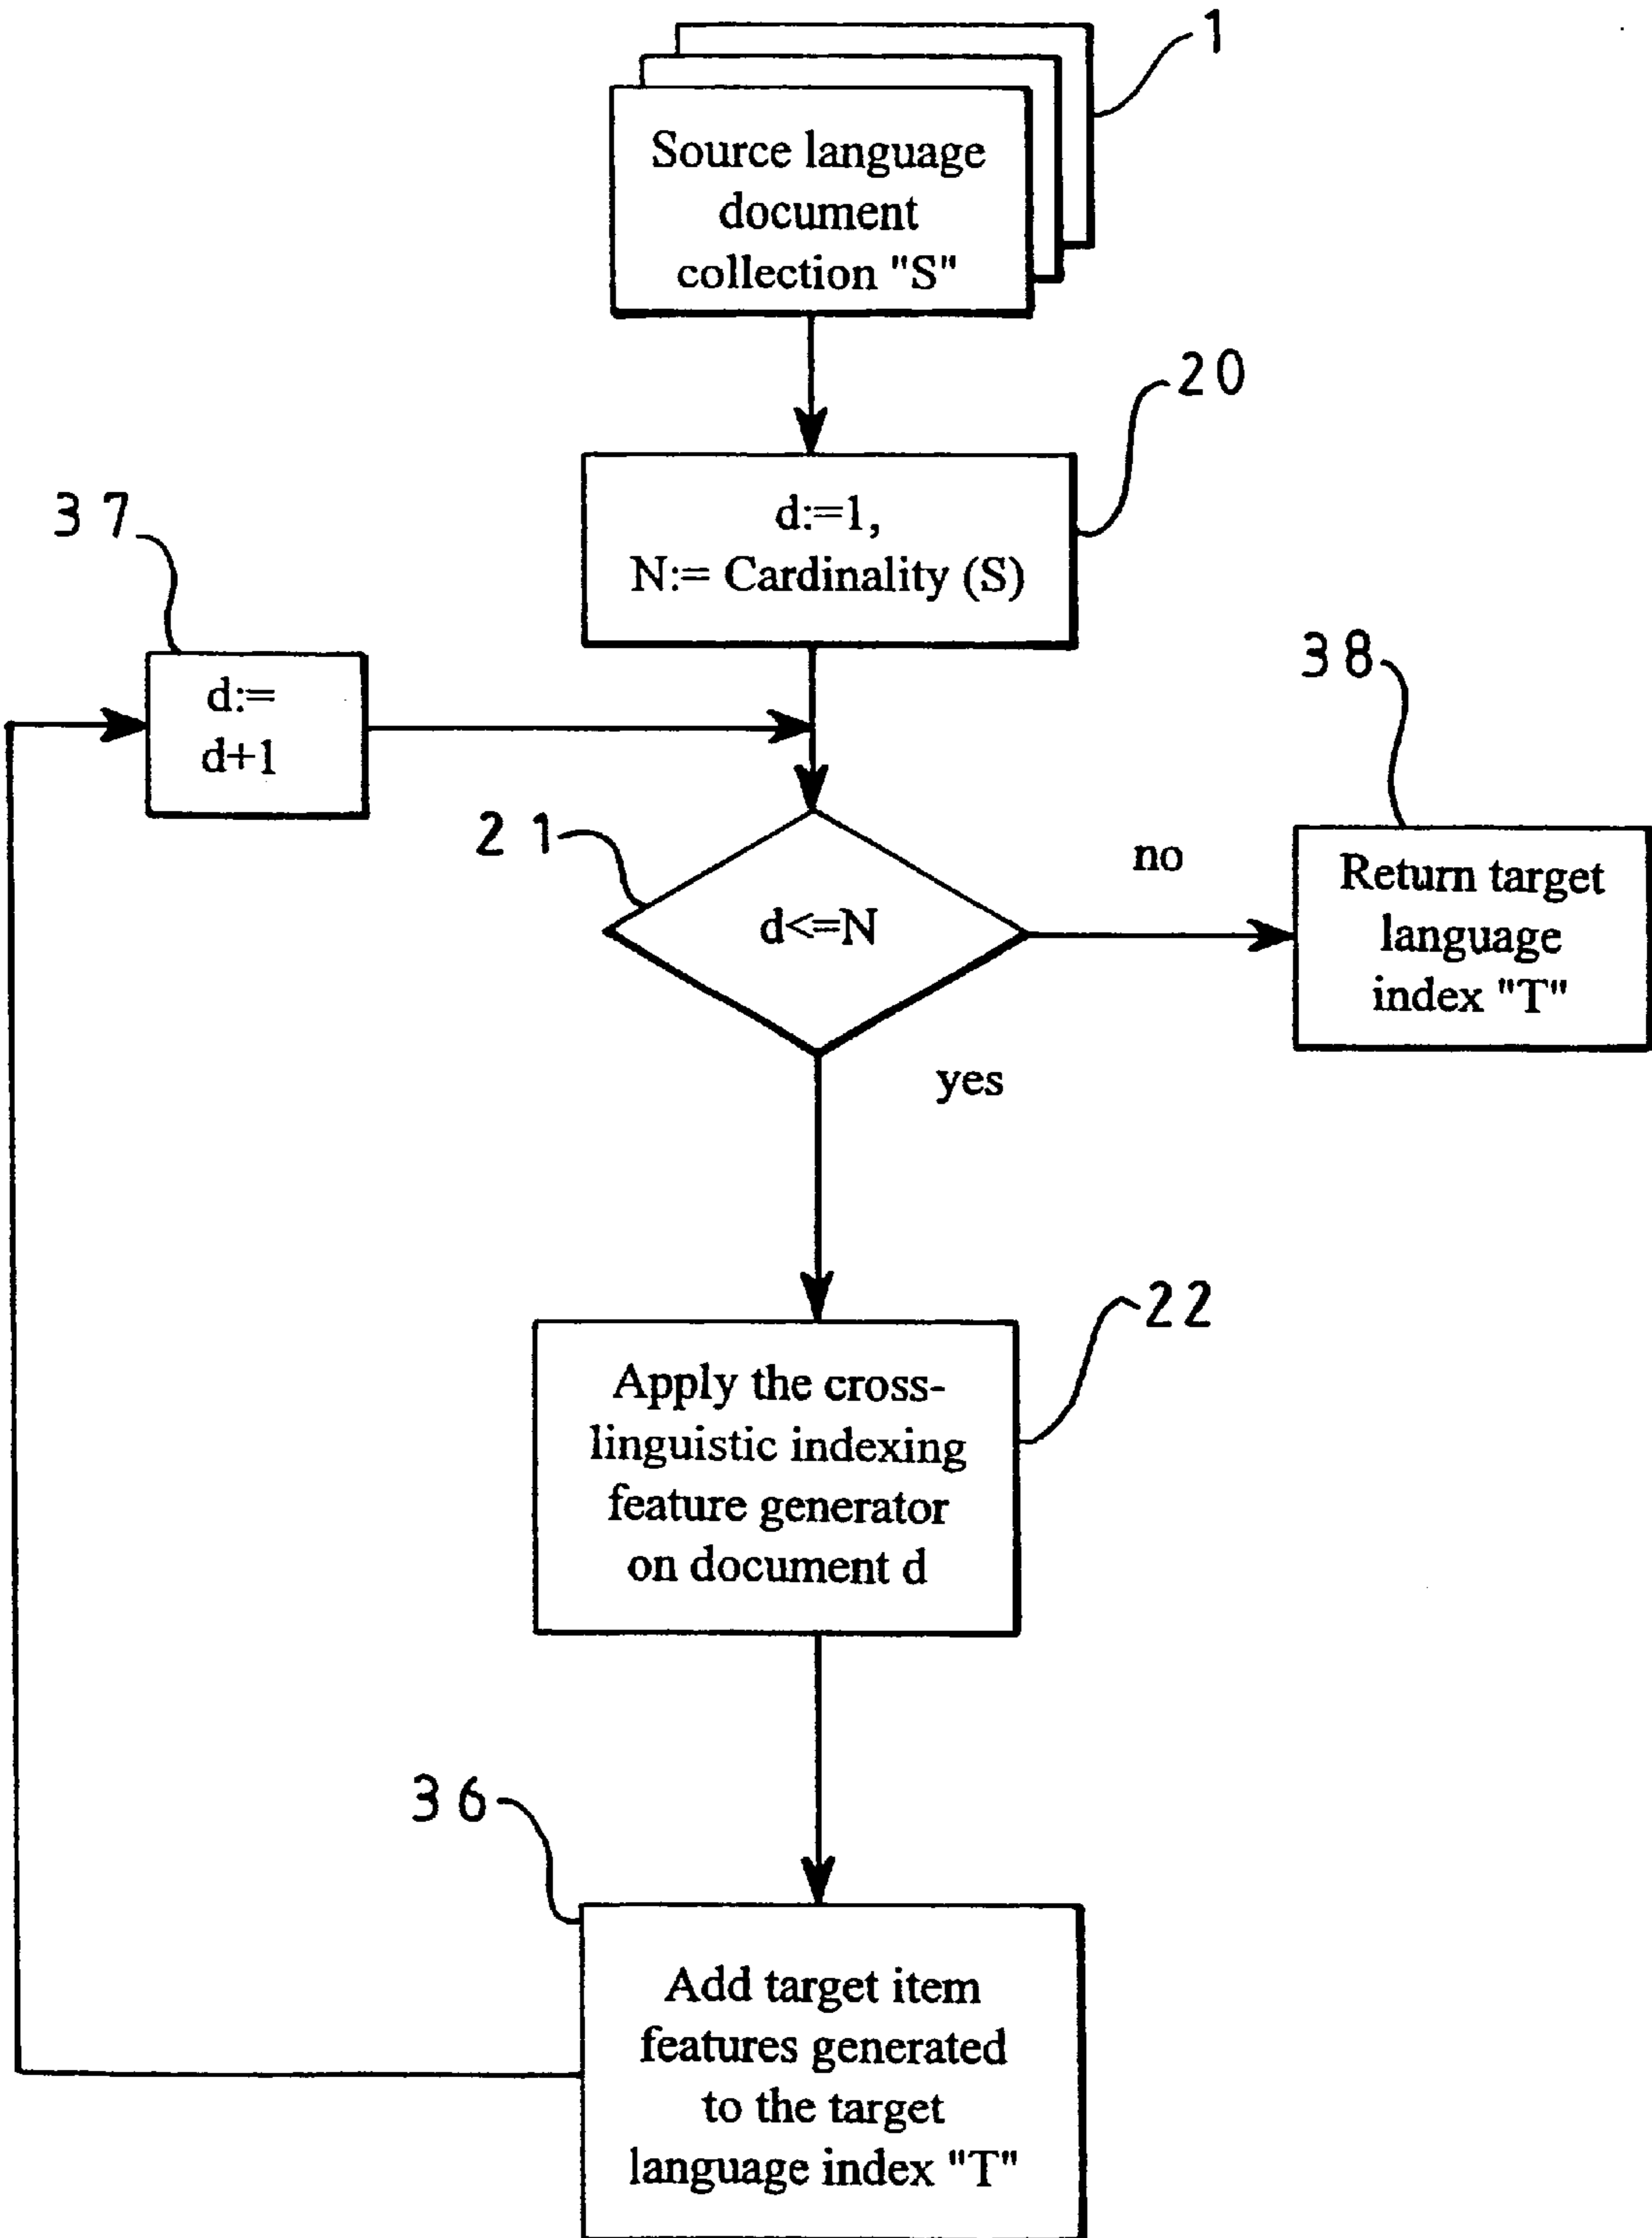 1
Source language
document
collection "S"
20
d:=1,
N:= Cardinality (S)
37
d:=
d+1
38
21
d<=N
no
Return target
language
index "T"
yes
22
Apply the cross-
linguistic indexing
feature generator
on document d
36
Add target item
features generated
to the target
language index "T"